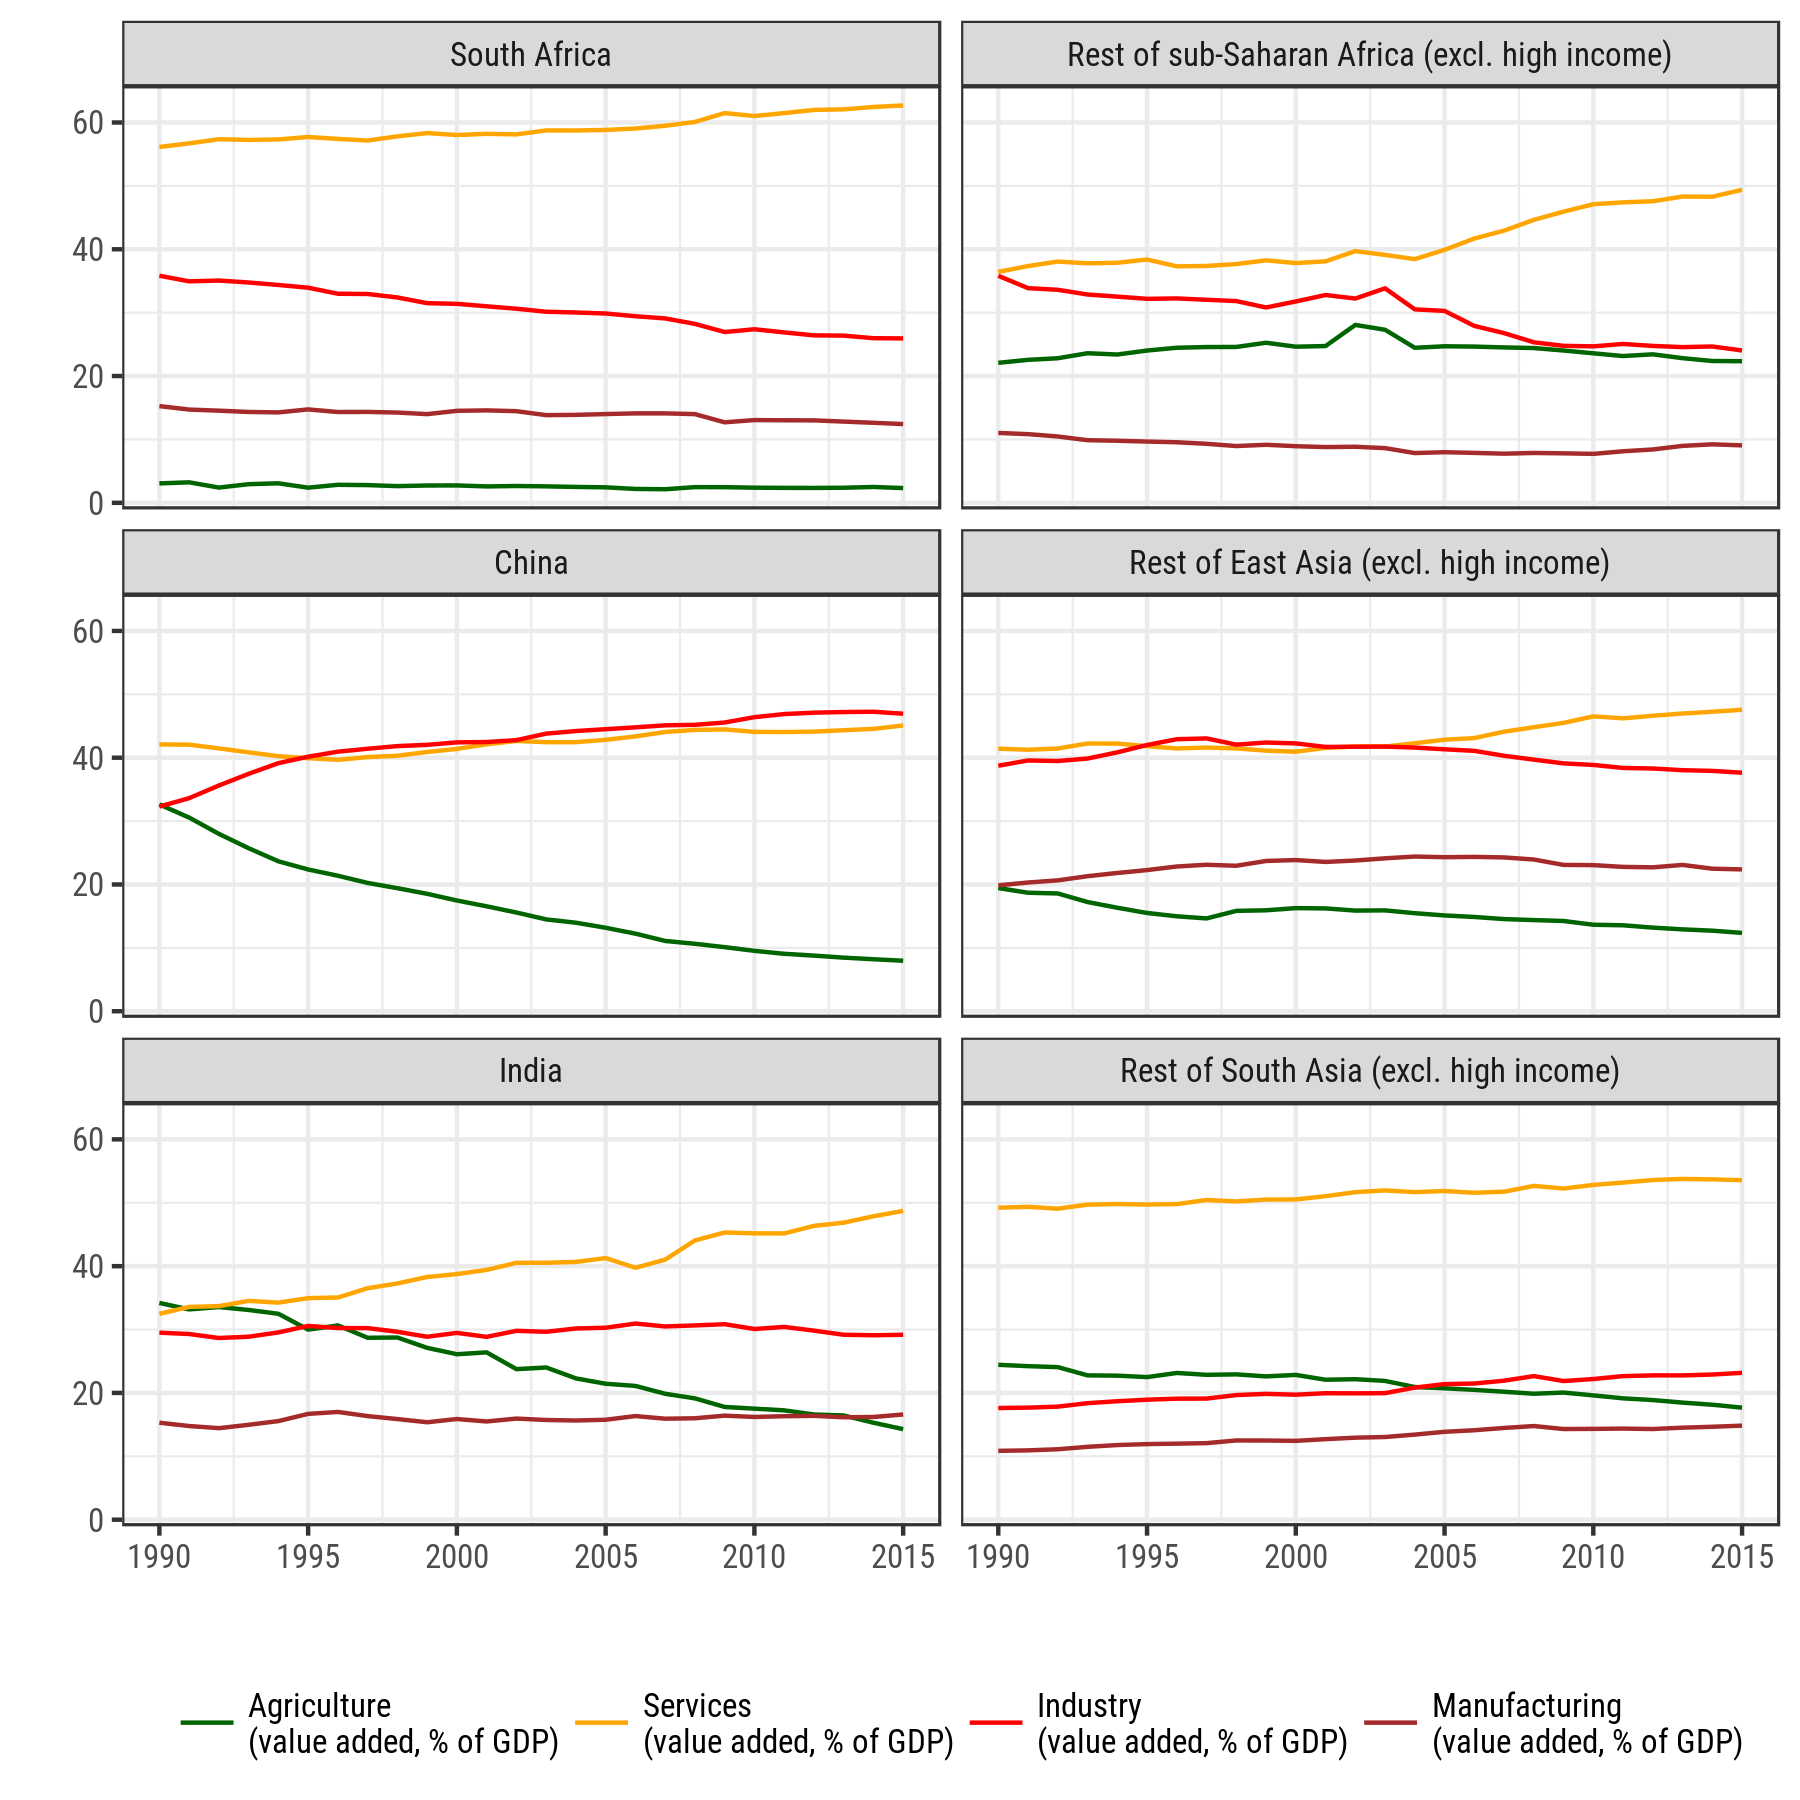 South Africa
Rest of sub-Saharan Africa (excl. high income)
60
40
20
0
China
Rest of East Asia (excl. high income)
60
40
20
0
India
Rest of South Asia (excl. high income)
60
40
20
0
1990 1995 2000 2005 2010 2015
1990 1995 2000 2005 2010 2015
Agriculture
(value added, % of GDP)
Services
(value added, % of GDP)
Industry
(value added, % of GDP)
Manufacturing
(value added, % of GDP)